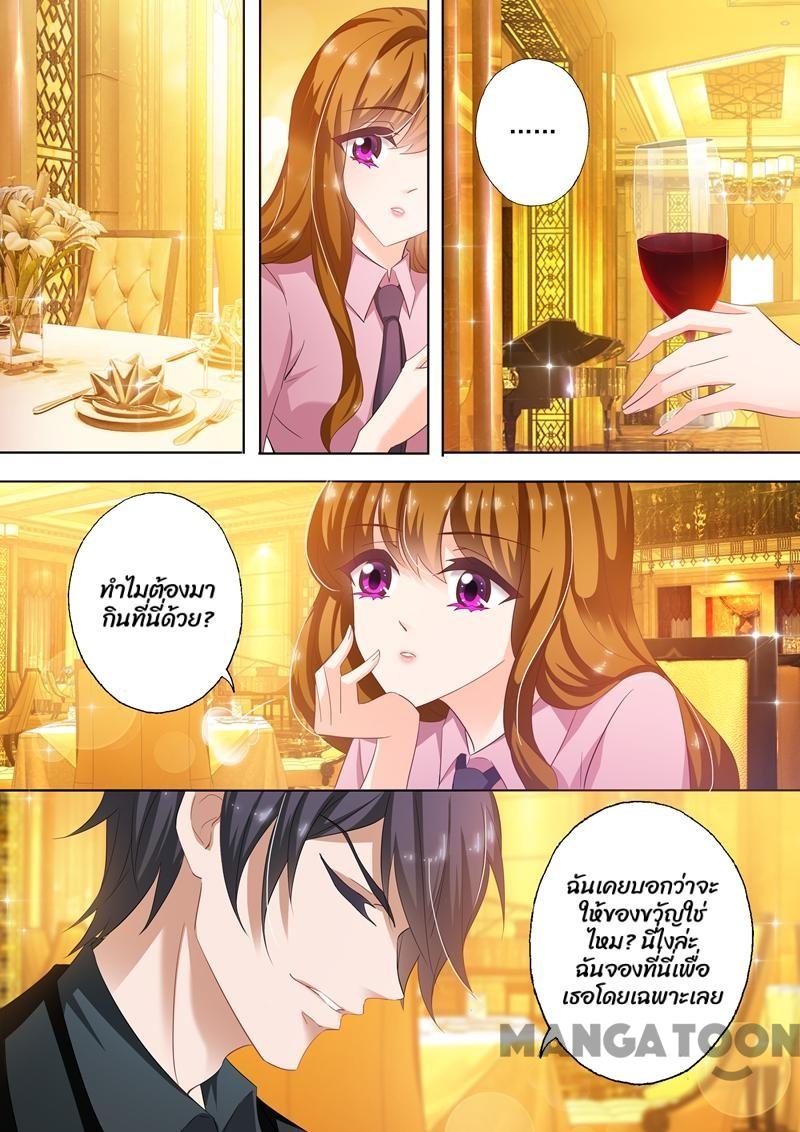 ......
ทำไมต้องมา
กินที่นี่ด้วย?
ฉันเคยบอกว่าจะ
ให้ของขวัญใช่
ไหม? นี่ไงล่ะ
ฉันจองที่นี่เพื่อ
เธอโดยเฉพาะเลย
MANGATOON